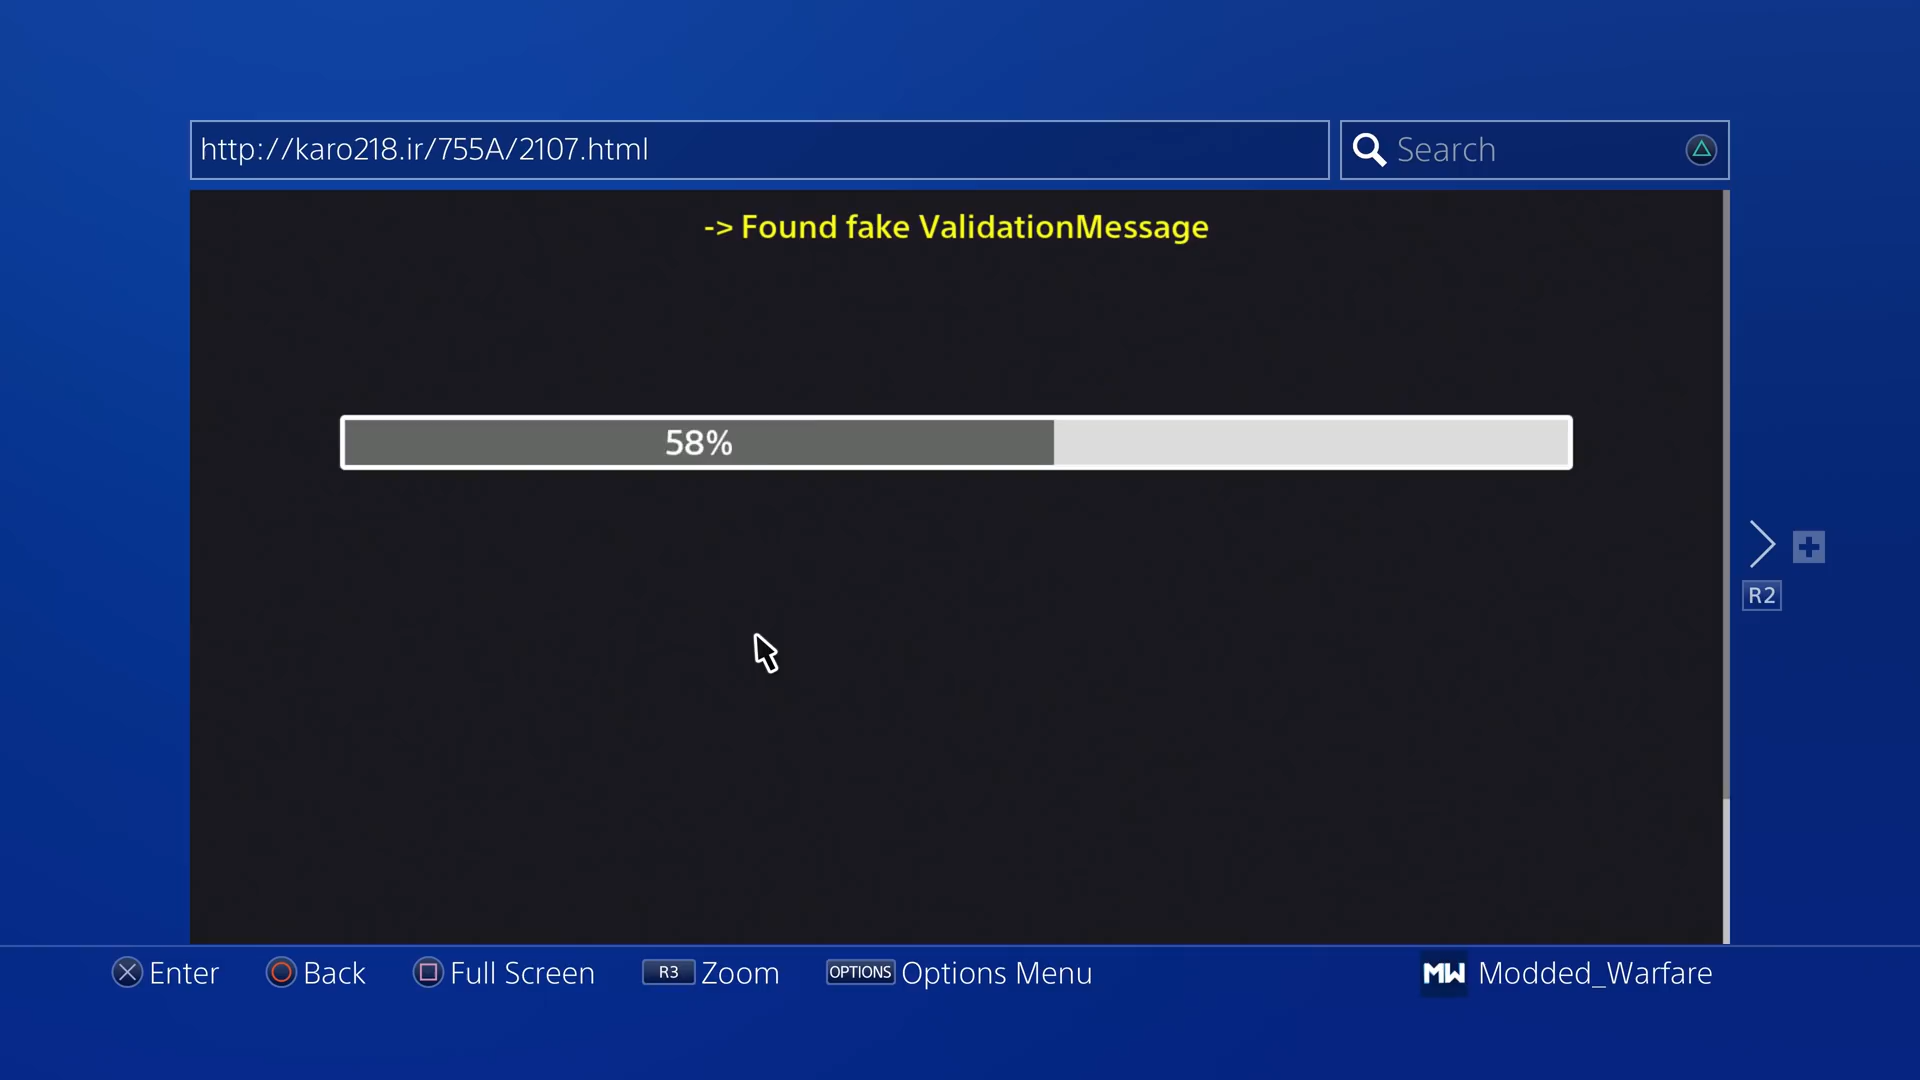 http://karo218.ir/755A/2107.html
Search
-> Found fake ValidationMessage
58%
R2
Enter Back Full Screen R3 Zoom OPTIONS Options Menu MW Modded_Warfare